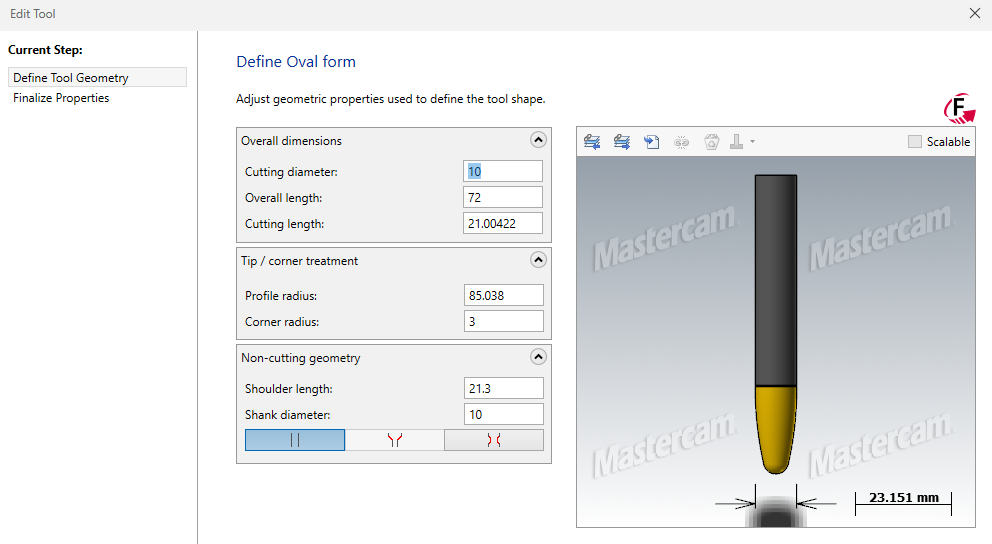 Edit Tool
Current Step:
Define Tool Geometry
Finalize Properties
Define Oval form
Adjust geometric properties used to define the tool shape.
Overall dimensions
Cutting diameter: 10
Overall length: 72
Cutting length: 21.00422
Tip / corner treatment
Profile radius: 85.038
Corner radius: 3
Non-cutting geometry
Shoulder length: 21.3
Shank diameter: 10
F
Scalable
Mastercam Mastercam
Mastercam Mastercam
23.151 mm